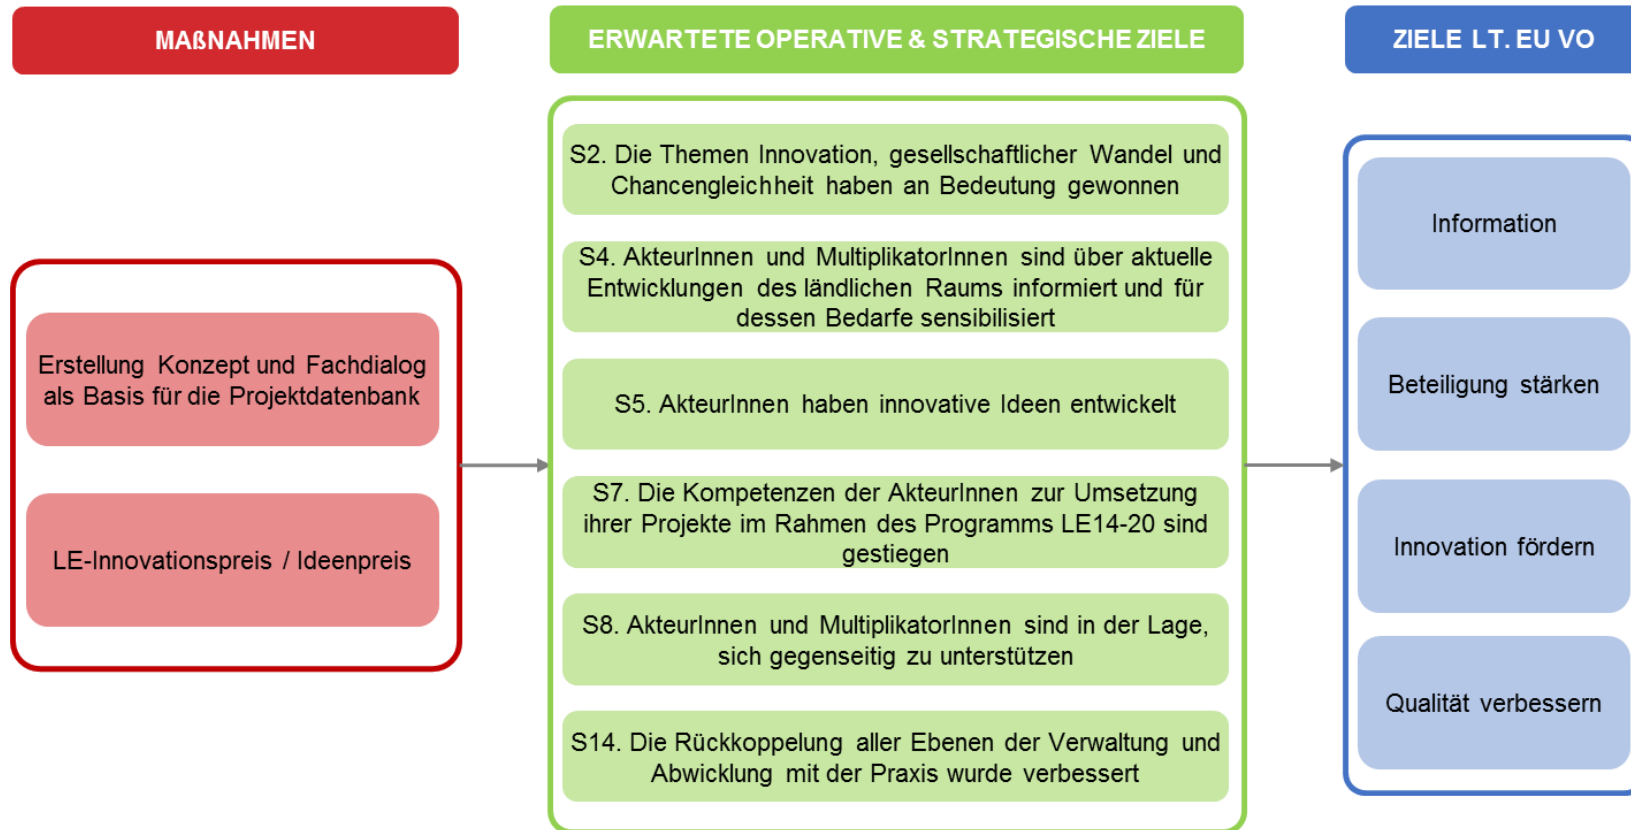 MAßNAHMEN
ERWARTETE OPERATIVE & STRATEGISCHE ZIELE
ZIELE LT. EU VO
Erstellung Konzept und Fachdialog
als Basis für die Projektdatenbank
LE-Innovationspreis / Ideenpreis
S2. Die Themen Innovation, gesellschaftlicher Wandel und
Chancengleichheit haben an Bedeutung gewonnen
S4. AkteurInnen und MultiplikatorInnen sind über aktuelle
Entwicklungen des ländlichen Raums informiert und für
dessen Bedarfe sensibilisiert
S5. AkteurInnen haben innovative Ideen entwickelt
S7. Die Kompetenzen der AkteurInnen zur Umsetzung
ihrer Projekte im Rahmen des Programms LE14-20 sind
gestiegen
S8. AkteurInnen und MultiplikatorInnen sind in der Lage,
sich gegenseitig zu unterstützen
S14. Die Rückkoppelung aller Ebenen der Verwaltung und
Abwicklung mit der Praxis wurde verbessert
Information
Beteiligung stärken
Innovation fördern
Qualität verbessern